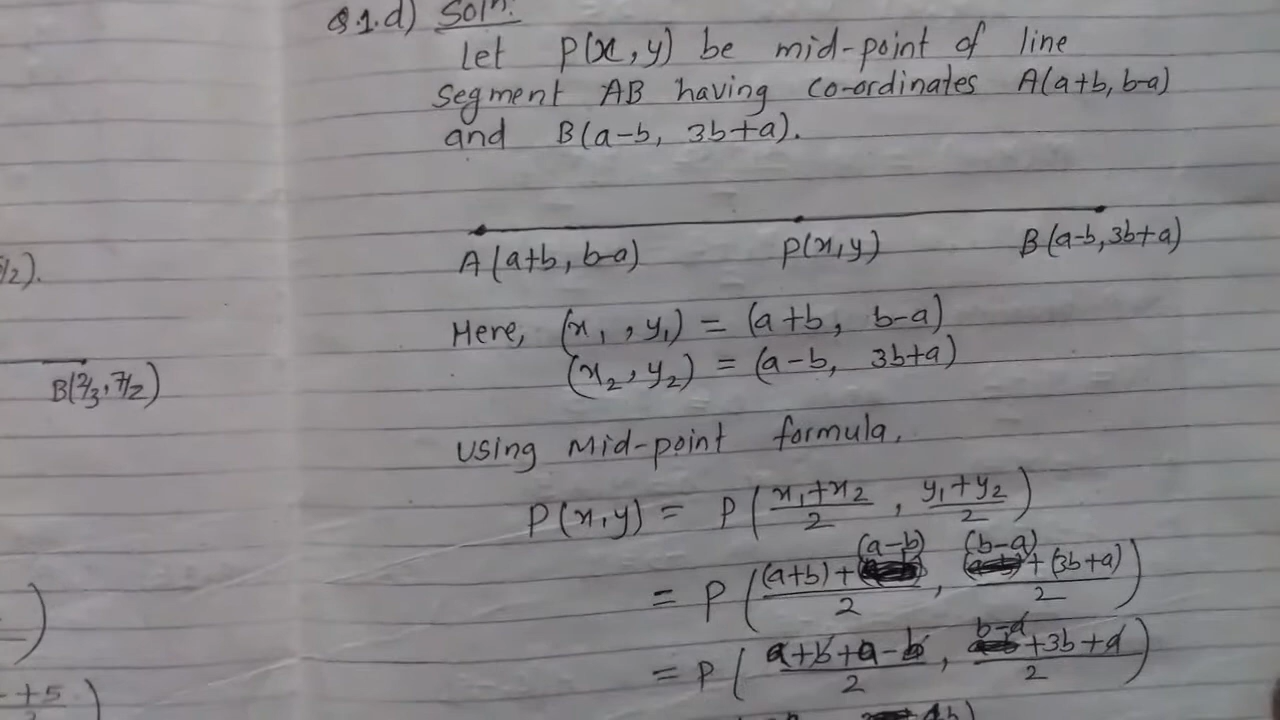 Q.1.d) Soln:
Let P(x, y) be mid-point of line
segment AB having co-ordinates A(a+b, b-a)
and B(a-b, 3b+a).
A(a+b, b-a) P(x, y) B(a-b, 3b+a)
/2).
Here, (x₁, y₁) = (a+b, b-a)
(x₂, y₂) = (a-b, 3b+a)
B(2/3, 7/2)
Using Mid-point formula,
P(x, y) = P((x₁+x₂)/2, (y₁+y₂)/2)
= P(((a+b)+(a-b))/2, ((b-a)+(3b+a))/2)
= P((a+b+a-b)/2, (b-a+3b+a)/2)
+5